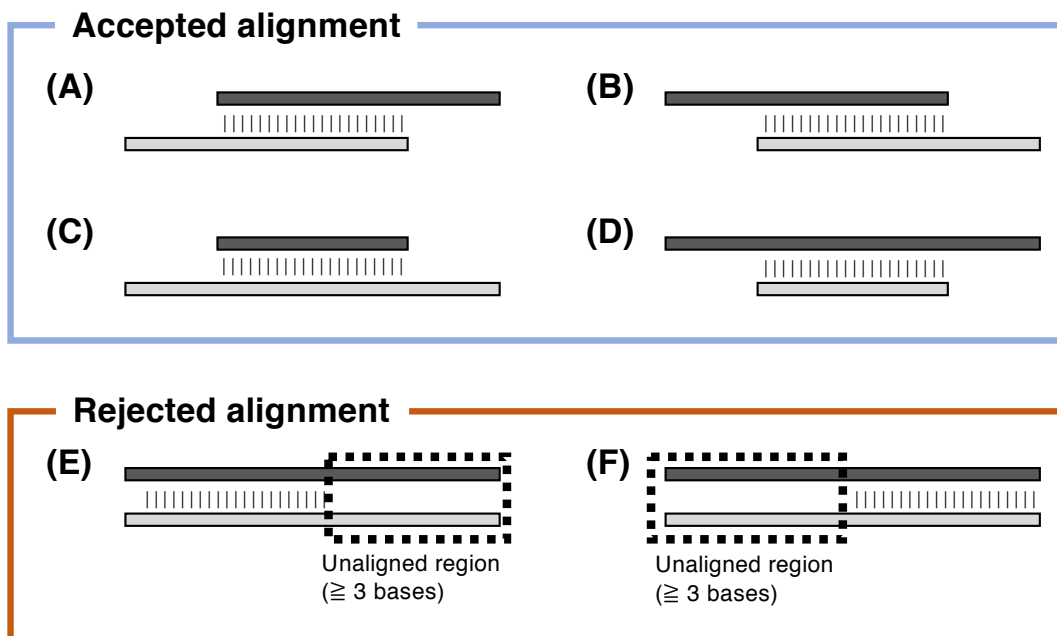 Accepted alignment
(A)
(B)
(C)
(D)
Rejected alignment
(E)
(F)
Unaligned region
(≧ 3 bases)
Unaligned region
(≧ 3 bases)